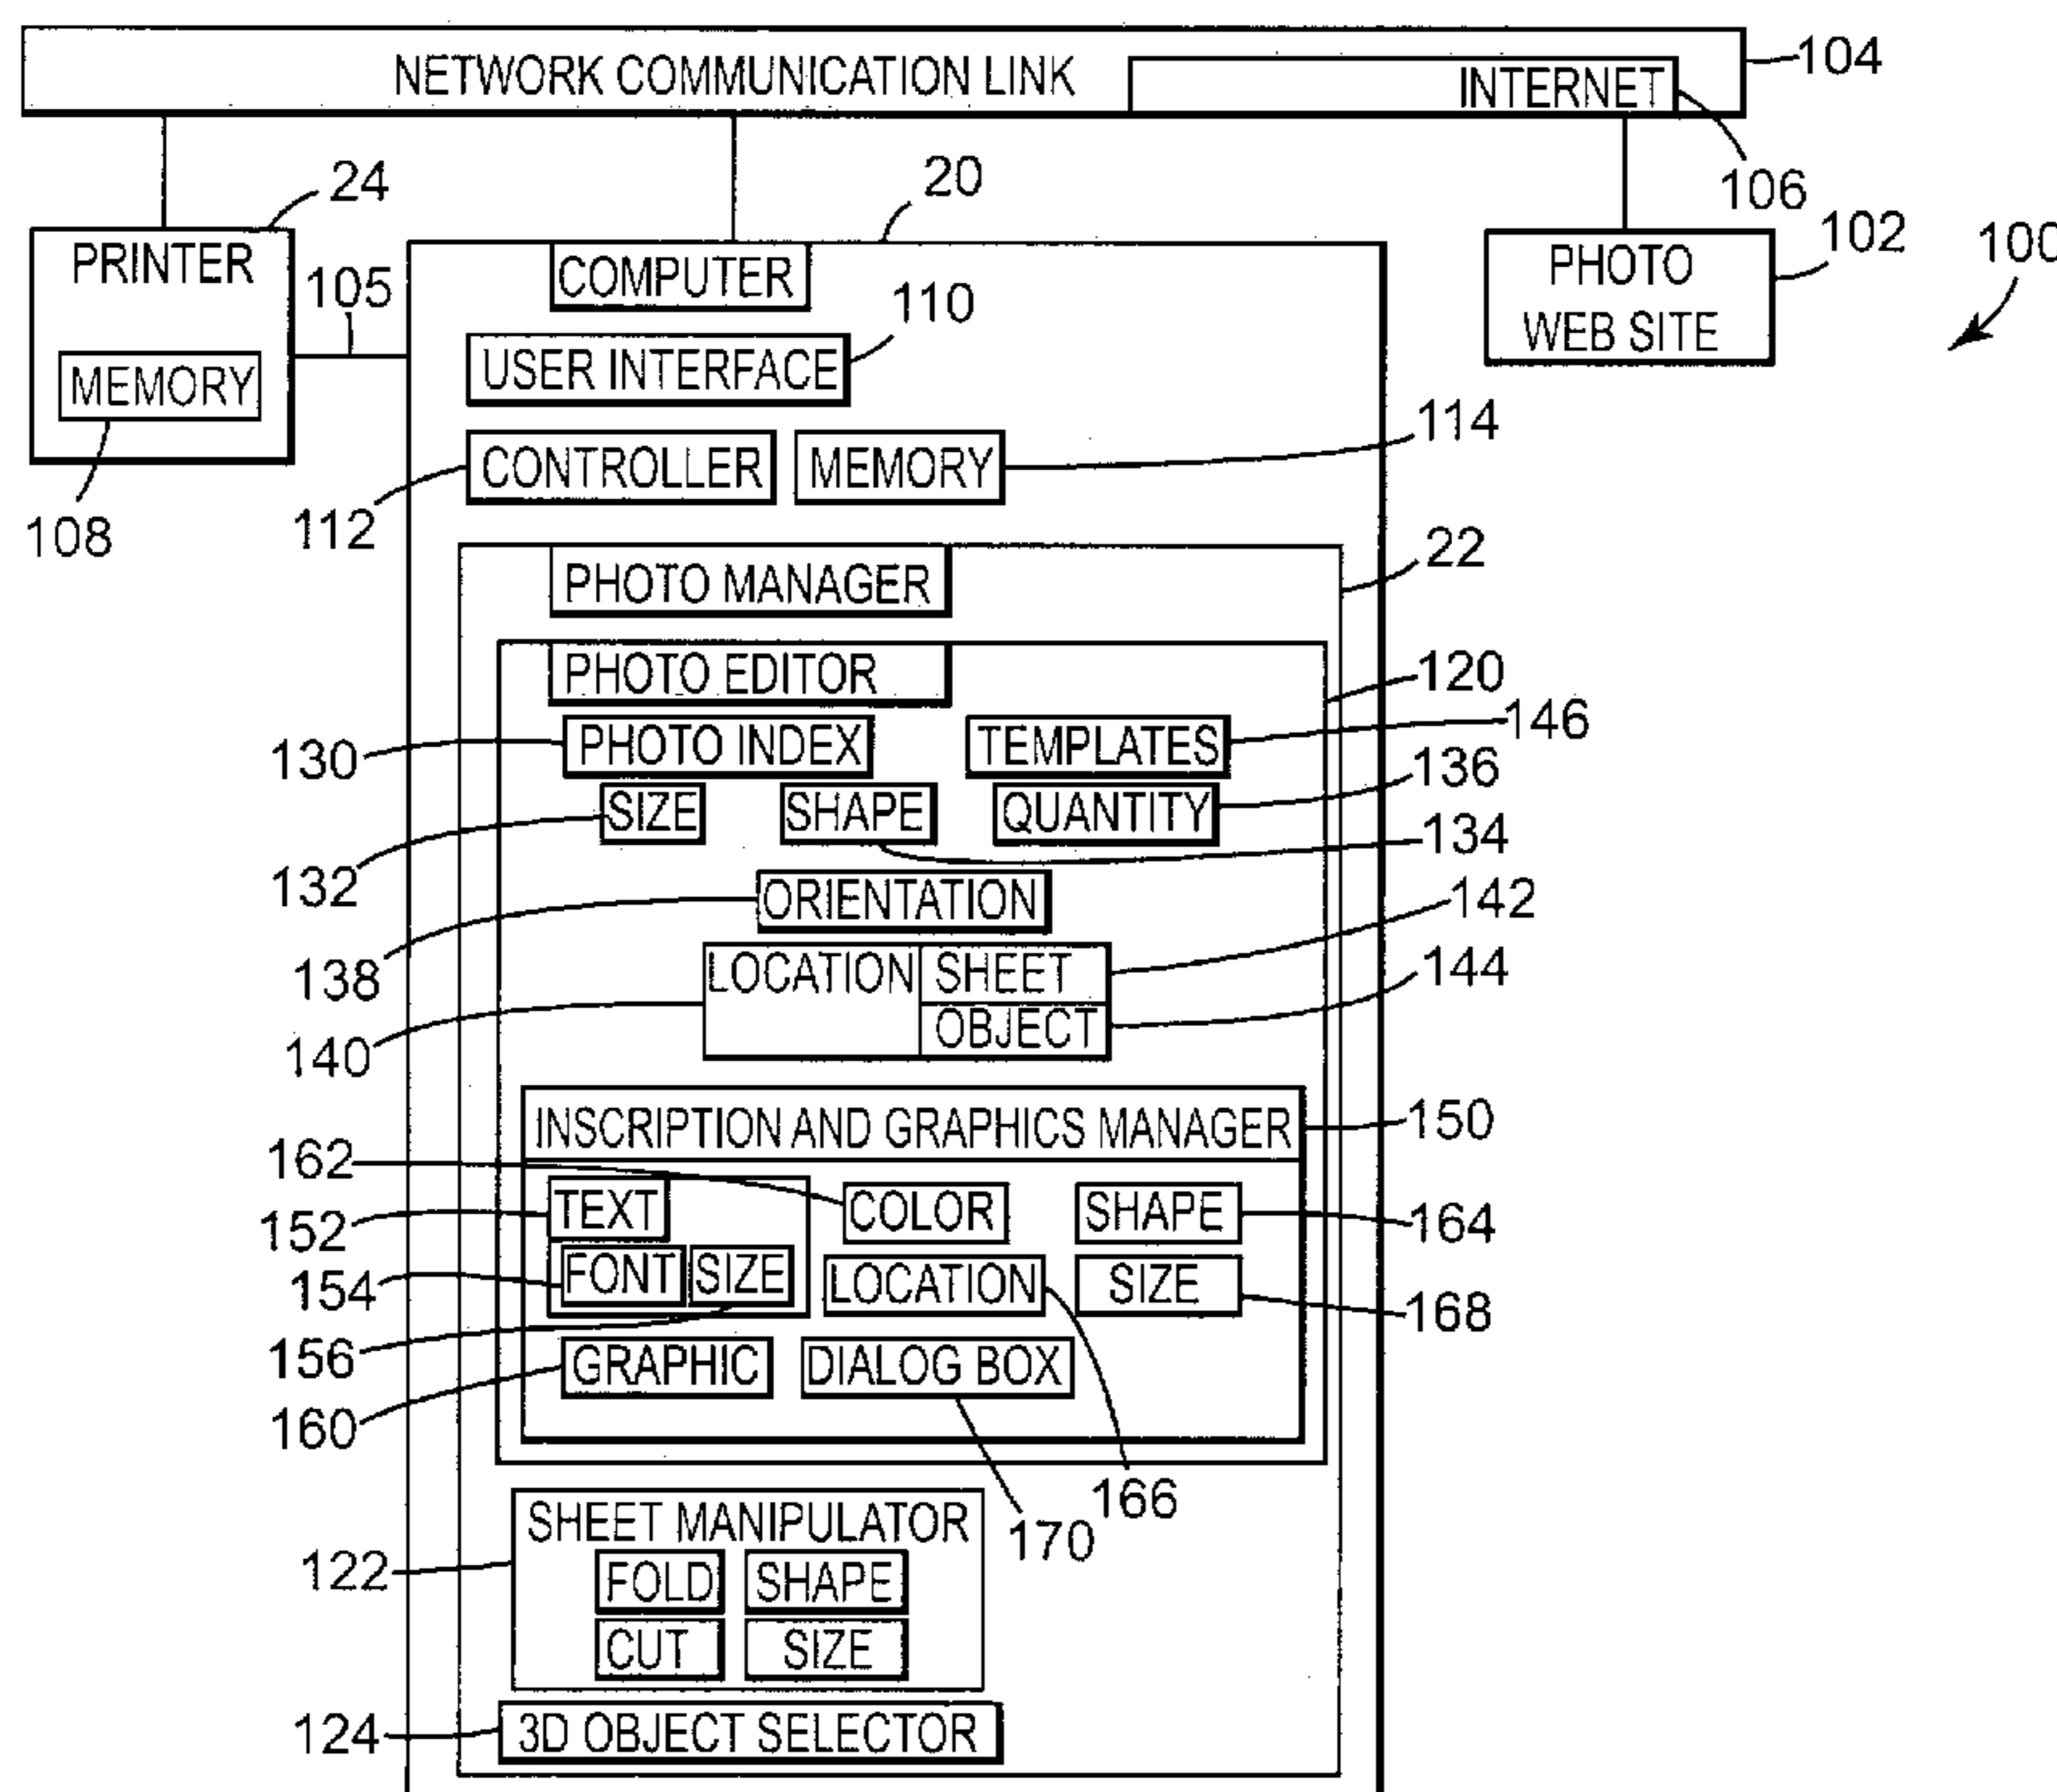 NETWORK COMMUNICATION LINK
INTERNET
104
106
24
20
102
100
PRINTER
MEMORY
108
105
COMPUTER
PHOTO
WEB SITE
USER INTERFACE
110
CONTROLLER
MEMORY
114
112
22
PHOTO MANAGER
PHOTO EDITOR
120
130
PHOTO INDEX
TEMPLATES
146
132
SIZE
SHAPE
QUANTITY
136
134
ORIENTATION
138
142
LOCATION
SHEET
OBJECT
144
140
INSCRIPTION AND GRAPHICS MANAGER
150
162
152
TEXT
COLOR
SHAPE
164
154
FONT
SIZE
LOCATION
SIZE
168
156
GRAPHIC
DIALOG BOX
160
166
170
SHEET MANIPULATOR
122
FOLD
SHAPE
CUT
SIZE
124
3D OBJECT SELECTOR